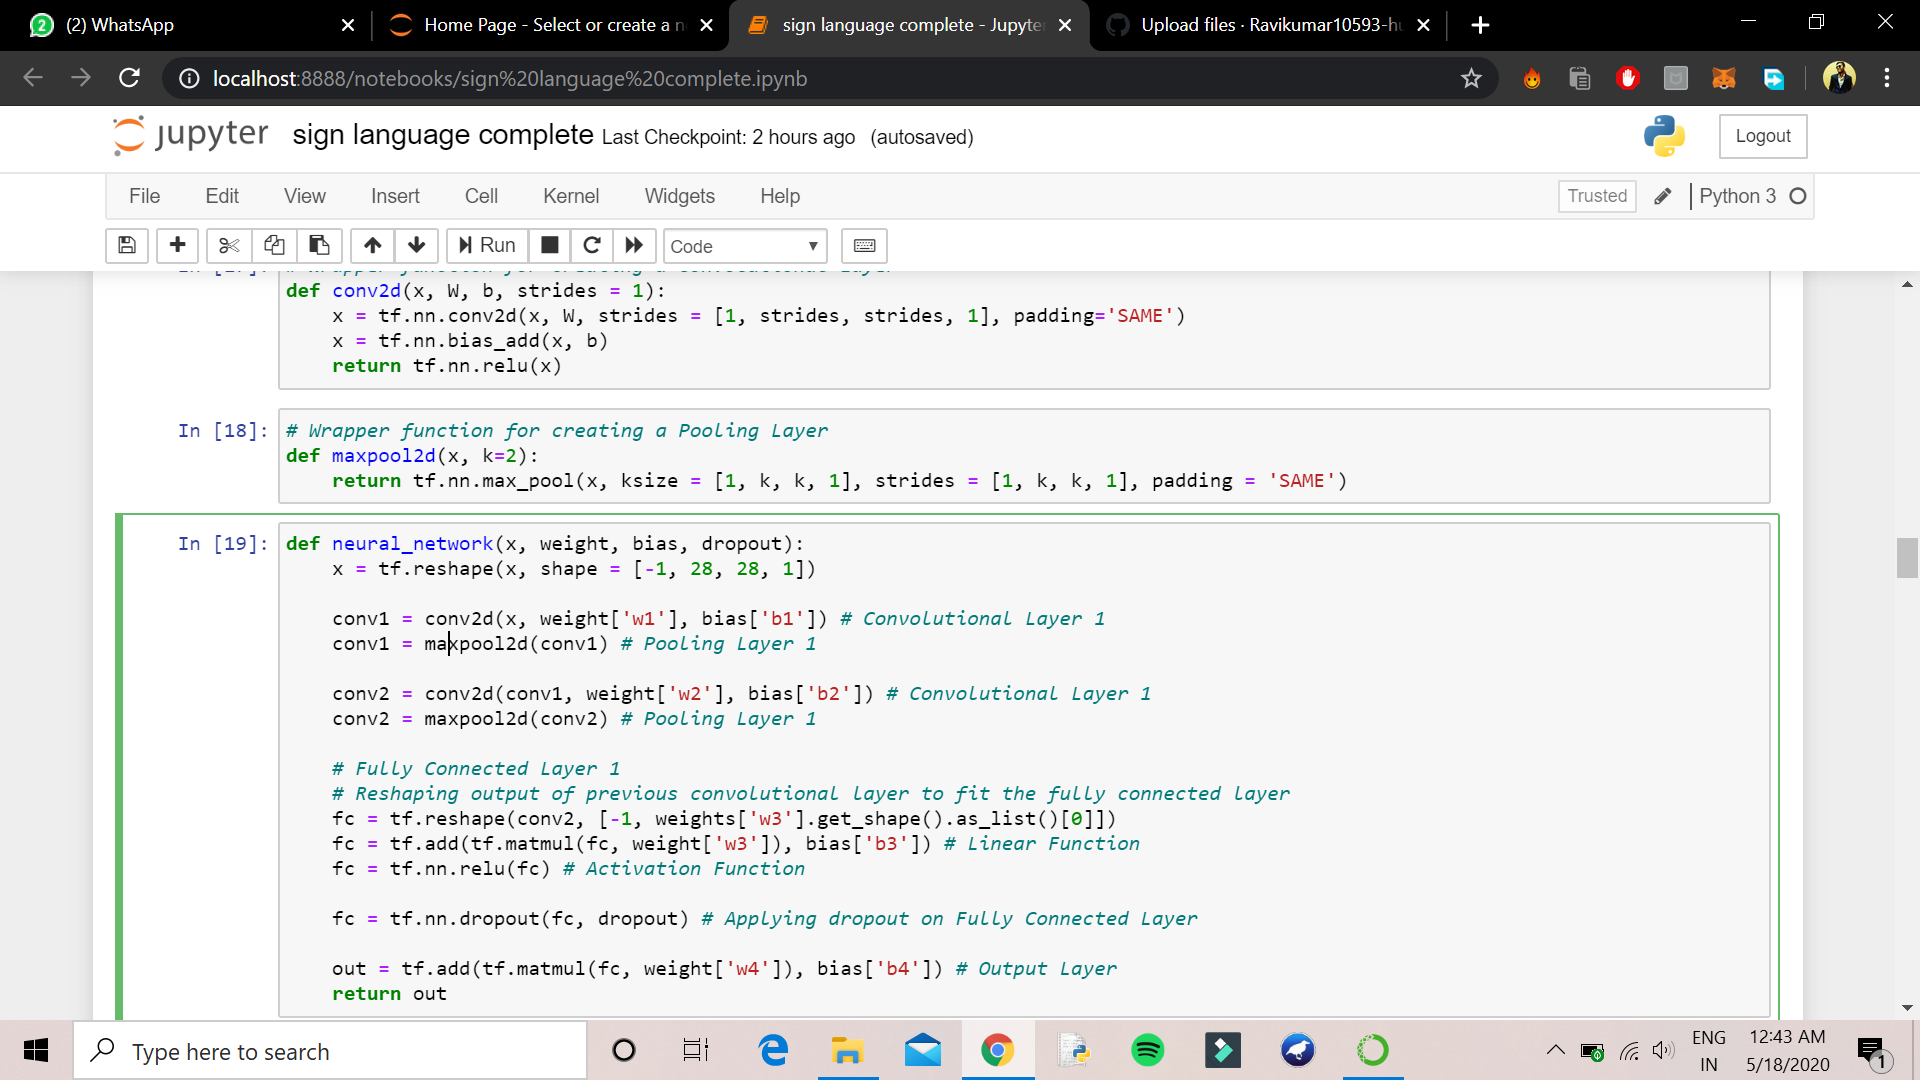 (2) WhatsApp
Home Page - Select or create a n
sign language complete - Jupyte
Upload files · Ravikumar10593-hu
localhost:8888/notebooks/sign%20language%20complete.ipynb
jupyter sign language complete Last Checkpoint: 2 hours ago (autosaved)
Logout
File Edit View Insert Cell Kernel Widgets Help
Trusted Python 3
Run Code
def conv2d(x, W, b, strides = 1):
x = tf.nn.conv2d(x, W, strides = [1, strides, strides, 1], padding='SAME')
x = tf.nn.bias_add(x, b)
return tf.nn.relu(x)
In [18]: # Wrapper function for creating a Pooling Layer
def maxpool2d(x, k=2):
return tf.nn.max_pool(x, ksize = [1, k, k, 1], strides = [1, k, k, 1], padding = 'SAME')
In [19]: def neural_network(x, weight, bias, dropout):
x = tf.reshape(x, shape = [-1, 28, 28, 1])
conv1 = conv2d(x, weight['w1'], bias['b1']) # Convolutional Layer 1
conv1 = maxpool2d(conv1) # Pooling Layer 1
conv2 = conv2d(conv1, weight['w2'], bias['b2']) # Convolutional Layer 1
conv2 = maxpool2d(conv2) # Pooling Layer 1
# Fully Connected Layer 1
# Reshaping output of previous convolutional layer to fit the fully connected layer
fc = tf.reshape(conv2, [-1, weights['w3'].get_shape().as_list()[0]])
fc = tf.add(tf.matmul(fc, weight['w3']), bias['b3']) # Linear Function
fc = tf.nn.relu(fc) # Activation Function
fc = tf.nn.dropout(fc, dropout) # Applying dropout on Fully Connected Layer
out = tf.add(tf.matmul(fc, weight['w4']), bias['b4']) # Output Layer
return out
Type here to search
ENG
IN
12:43 AM
5/18/2020
1